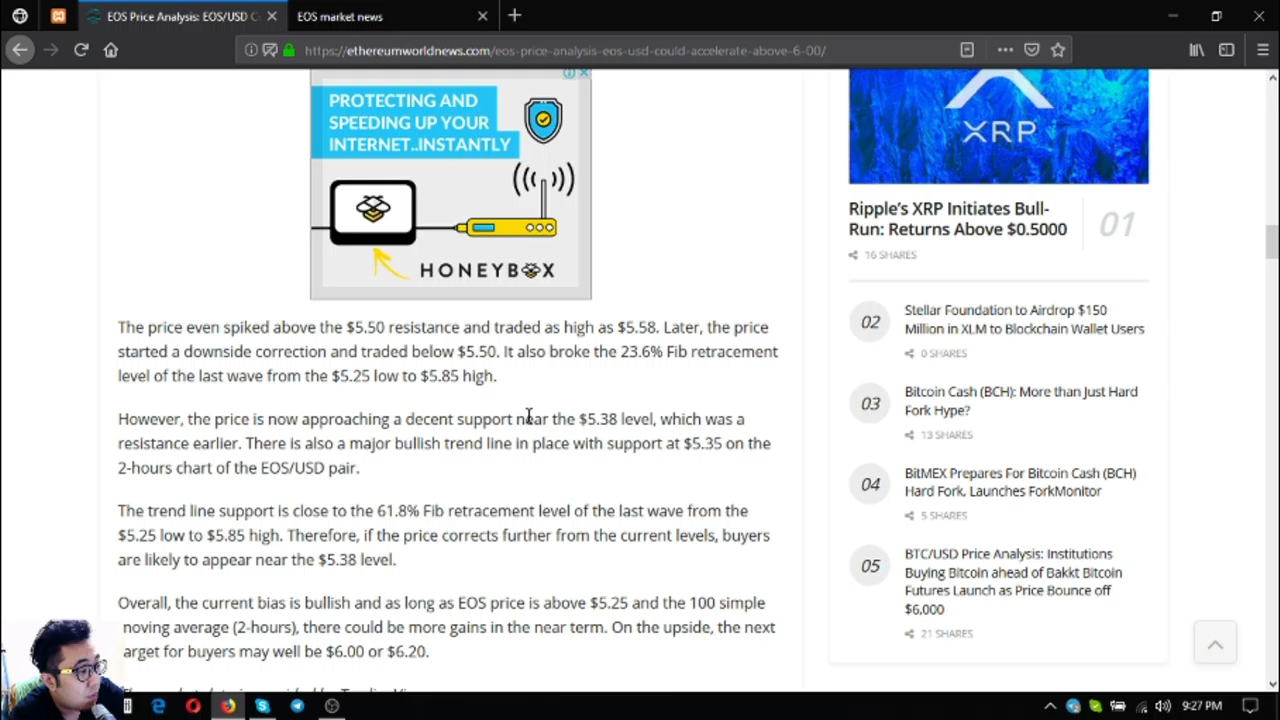 EOS Price Analysis: EOS/USD C
EOS market news
https://ethereumworldnews.com/eos-price-analysis-eos-usd-could-accelerate-above-6-00/
PROTECTING AND
SPEEDING UP YOUR
INTERNET..INSTANTLY
HONEYBOX
The price even spiked above the $5.50 resistance and traded as high as $5.58. Later, the price
started a downside correction and traded below $5.50. It also broke the 23.6% Fib retracement
level of the last wave from the $5.25 low to $5.85 high.
However, the price is now approaching a decent support near the $5.38 level, which was a
resistance earlier. There is also a major bullish trend line in place with support at $5.35 on the
2-hours chart of the EOS/USD pair.
The trend line support is close to the 61.8% Fib retracement level of the last wave from the
$5.25 low to $5.85 high. Therefore, if the price corrects further from the current levels, buyers
are likely to appear near the $5.38 level.
Overall, the current bias is bullish and as long as EOS price is above $5.25 and the 100 simple
moving average (2-hours), there could be more gains in the near term. On the upside, the next
arget for buyers may well be $6.00 or $6.20.
XRP
Ripple's XRP Initiates Bull-
Run: Returns Above $0.5000
01
16 SHARES
02
Stellar Foundation to Airdrop $150
Million in XLM to Blockchain Wallet Users
0 SHARES
03
Bitcoin Cash (BCH): More than Just Hard
Fork Hype?
13 SHARES
04
BitMEX Prepares For Bitcoin Cash (BCH)
Hard Fork, Launches ForkMonitor
5 SHARES
05
BTC/USD Price Analysis: Institutions
Buying Bitcoin ahead of Bakkt Bitcoin
Futures Launch as Price Bounce off
$6,000
21 SHARES
9:27 PM